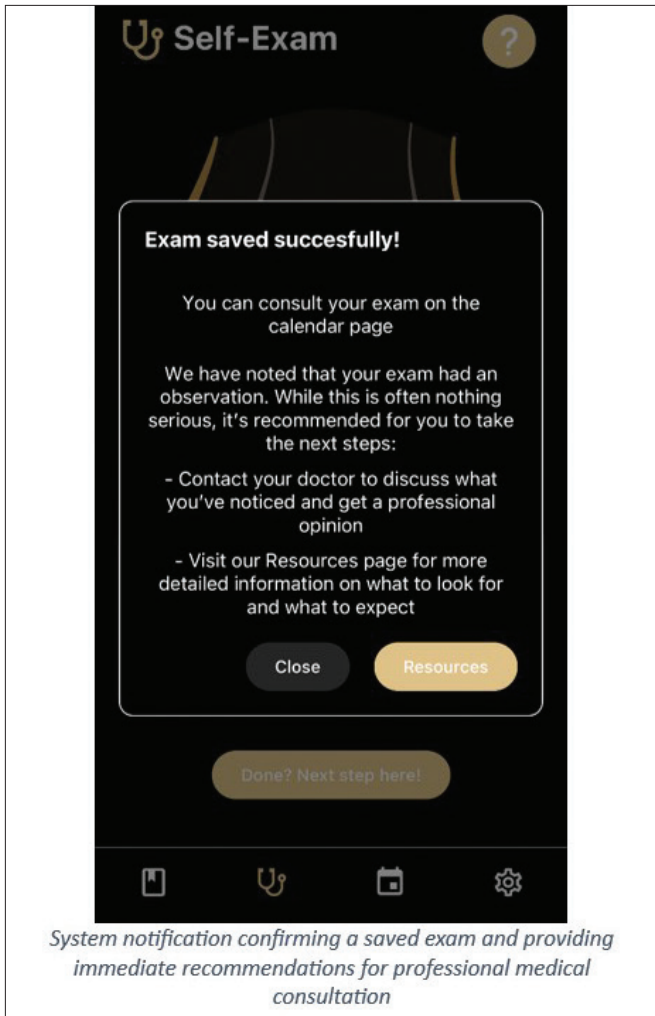 Self-Exam
?
Exam saved succesfully!
You can consult your exam on the
calendar page
We have noted that your exam had an
observation. While this is often nothing
serious, it's recommended for you to take
the next steps:
- Contact your doctor to discuss what
you've noticed and get a professional
opinion
- Visit our Resources page for more
detailed information on what to look for
and what to expect
Close
Resources
Done? Next step here!
System notification confirming a saved exam and providing
immediate recommendations for professional medical
consultation